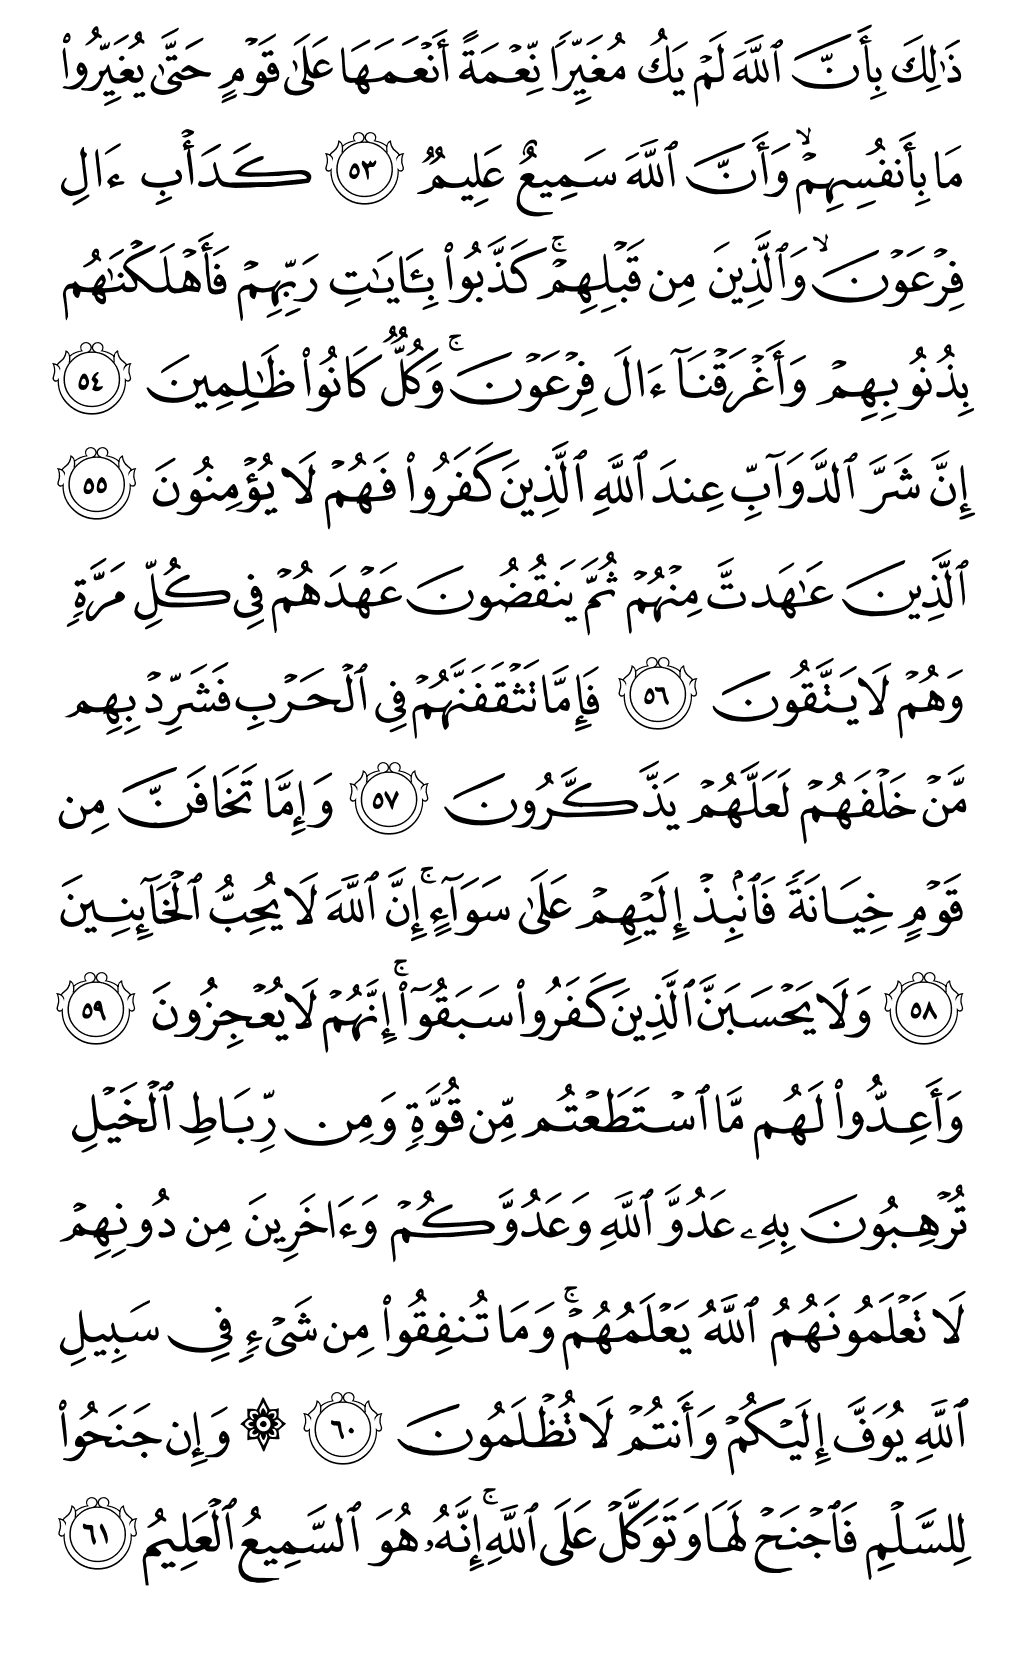 ذَٰلِكَ بِأَنَّ ٱللَّهَ لَمْ يَكُ مُغَيِّرًا نِّعْمَةً أَنْعَمَهَا عَلَىٰ قَوْمٍ حَتَّىٰ يُغَيِّرُوا۟
مَا بِأَنفُسِهِمْ ۙ وَأَنَّ ٱللَّهَ سَمِيعٌ عَلِيمٌ ٥٣ كَدَأْبِ ءَالِ
فِرْعَوْنَ ۙ وَٱلَّذِينَ مِن قَبْلِهِمْ ۚ كَذَّبُوا۟ بِـَٔايَـٰتِ رَبِّهِمْ فَأَهْلَكْنَـٰهُم
بِذُنُوبِهِمْ وَأَغْرَقْنَآ ءَالَ فِرْعَوْنَ ۚ وَكُلٌّ كَانُوا۟ ظَـٰلِمِينَ ٥٤
إِنَّ شَرَّ ٱلدَّوَآبِّ عِندَ ٱللَّهِ ٱلَّذِينَ كَفَرُوا۟ فَهُمْ لَا يُؤْمِنُونَ ٥٥
ٱلَّذِينَ عَـٰهَدتَّ مِنْهُمْ ثُمَّ يَنقُضُونَ عَهْدَهُمْ فِى كُلِّ مَرَّةٍ
وَهُمْ لَا يَتَّقُونَ ٥٦ فَإِمَّا تَثْقَفَنَّهُمْ فِى ٱلْحَرْبِ فَشَرِّدْ بِهِم
مَّنْ خَلْفَهُمْ لَعَلَّهُمْ يَذَّكَّرُونَ ٥٧ وَإِمَّا تَخَافَنَّ مِن
قَوْمٍ خِيَانَةً فَٱنۢبِذْ إِلَيْهِمْ عَلَىٰ سَوَآءٍ ۚ إِنَّ ٱللَّهَ لَا يُحِبُّ ٱلْخَآئِنِينَ
٥٨ وَلَا يَحْسَبَنَّ ٱلَّذِينَ كَفَرُوا۟ سَبَقُوٓا۟ ۚ إِنَّهُمْ لَا يُعْجِزُونَ ٥٩
وَأَعِدُّوا۟ لَهُم مَّا ٱسْتَطَعْتُم مِّن قُوَّةٍ وَمِن رِّبَاطِ ٱلْخَيْلِ
تُرْهِبُونَ بِهِۦ عَدُوَّ ٱللَّهِ وَعَدُوَّكُمْ وَءَاخَرِينَ مِن دُونِهِمْ
لَا تَعْلَمُونَهُمُ ٱللَّهُ يَعْلَمُهُمْ ۚ وَمَا تُنفِقُوا۟ مِن شَىْءٍ فِى سَبِيلِ
ٱللَّهِ يُوَفَّ إِلَيْكُمْ وَأَنتُمْ لَا تُظْلَمُونَ ٦٠ ۞ وَإِن جَنَحُوا۟
لِلسَّلْمِ فَٱجْنَحْ لَهَا وَتَوَكَّلْ عَلَى ٱللَّهِ ۚ إِنَّهُۥ هُوَ ٱلسَّمِيعُ ٱلْعَلِيمُ ٦١